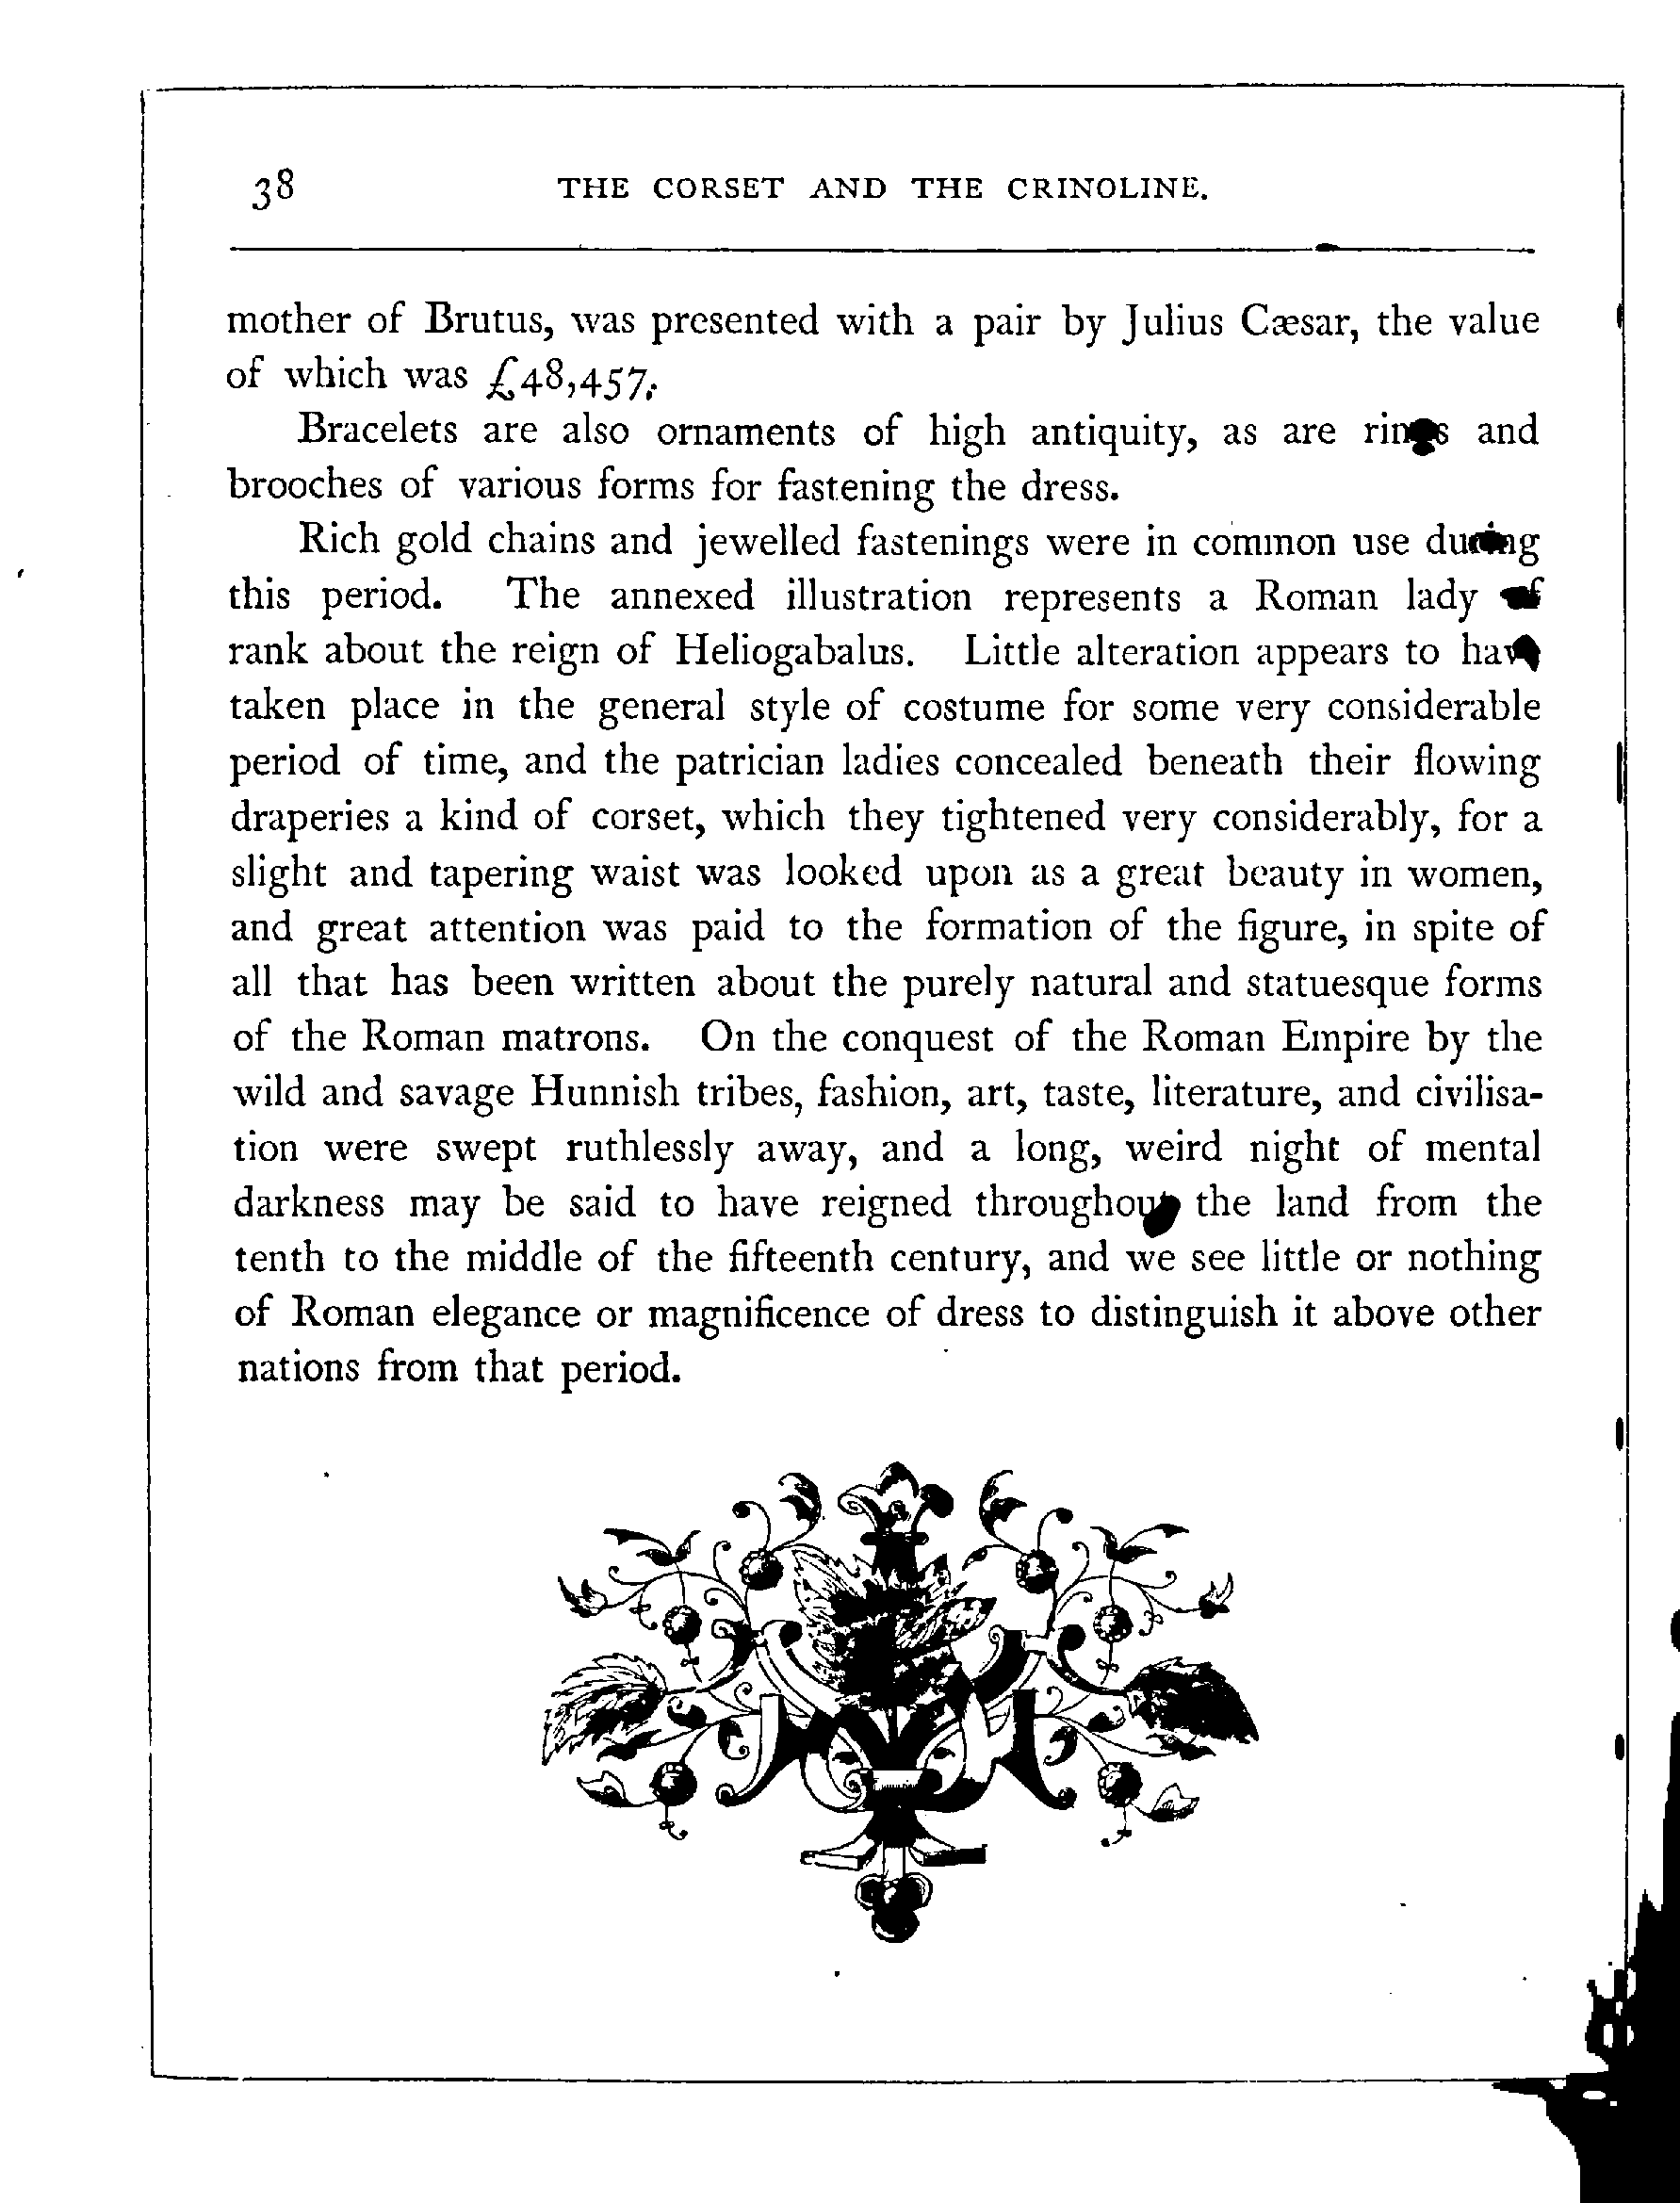 38 THE CORSET AND THE CRINOLINE.
mother of Brutus, was presented with a pair by Julius Cæsar, the value
of which was £48,457.
Bracelets are also ornaments of high antiquity, as are rings and
brooches of various forms for fastening the dress.
Rich gold chains and jewelled fastenings were in common use during
this period. The annexed illustration represents a Roman lady of
rank about the reign of Heliogabalus. Little alteration appears to have
taken place in the general style of costume for some very considerable
period of time, and the patrician ladies concealed beneath their flowing
draperies a kind of corset, which they tightened very considerably, for a
slight and tapering waist was looked upon as a great beauty in women,
and great attention was paid to the formation of the figure, in spite of
all that has been written about the purely natural and statuesque forms
of the Roman matrons. On the conquest of the Roman Empire by the
wild and savage Hunnish tribes, fashion, art, taste, literature, and civilisa-
tion were swept ruthlessly away, and a long, weird night of mental
darkness may be said to have reigned throughout the land from the
tenth to the middle of the fifteenth century, and we see little or nothing
of Roman elegance or magnificence of dress to distinguish it above other
nations from that period.